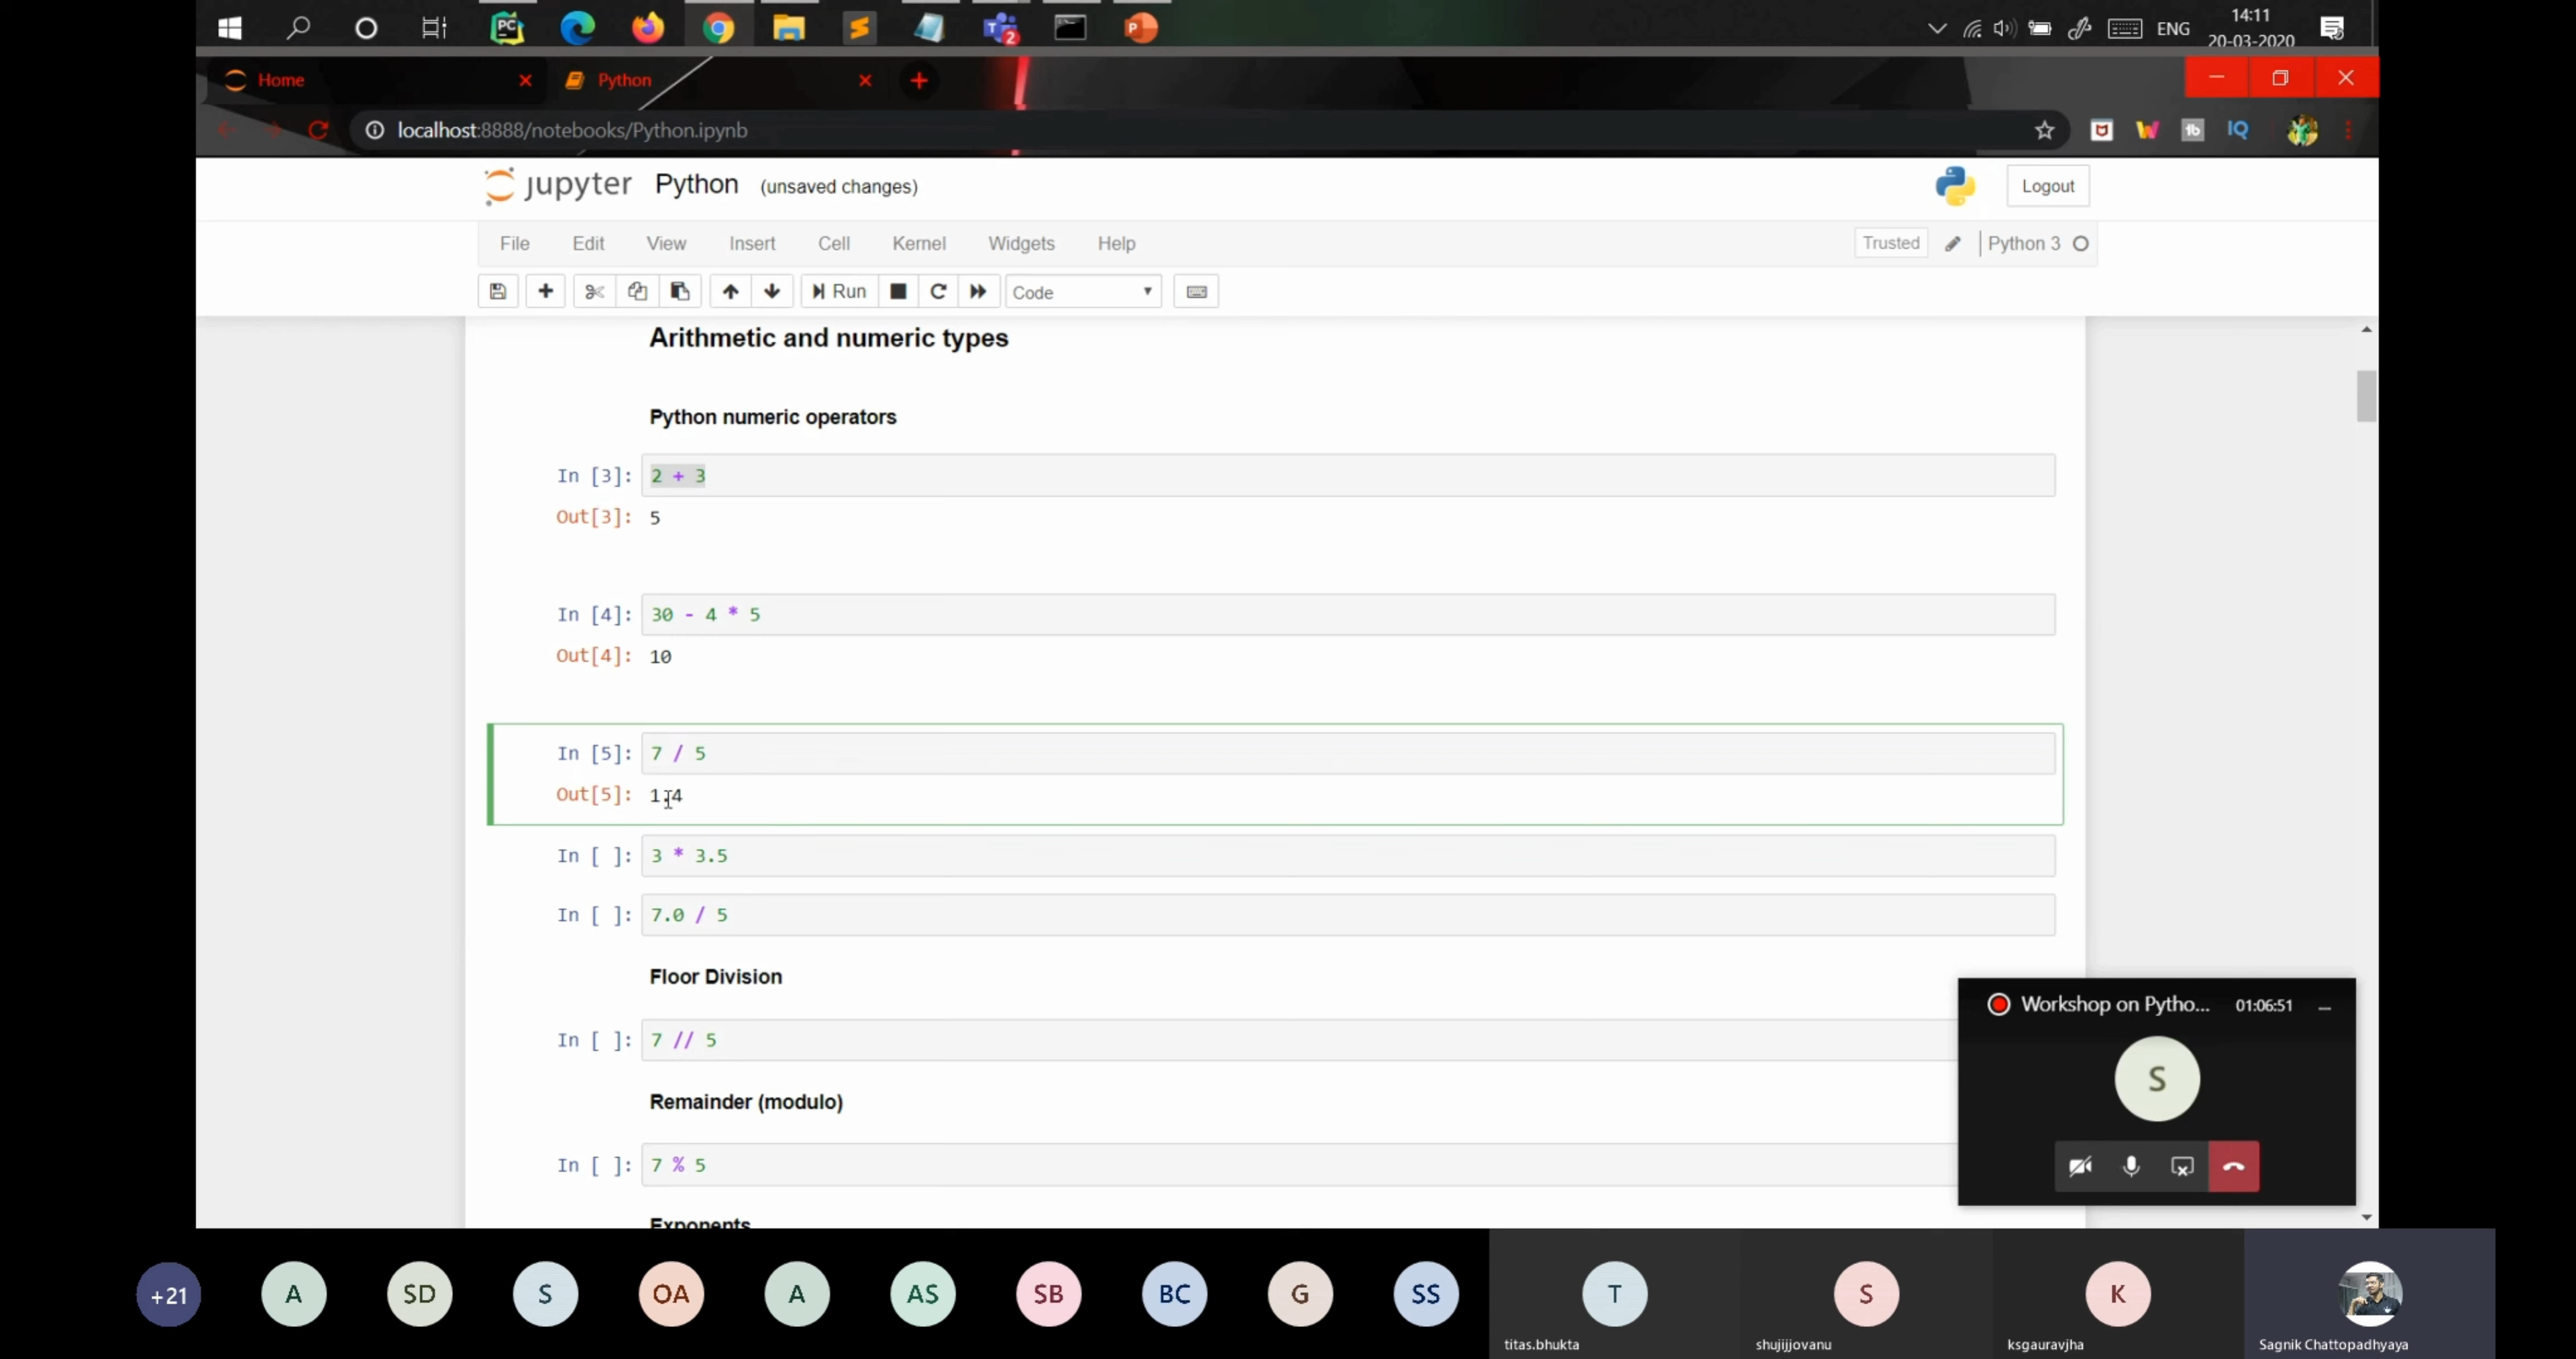 14:11
ENG
20-03-2020
Home
Python
localhost:8888/notebooks/Python.ipynb
jupyter Python (unsaved changes)
Logout
File Edit View Insert Cell Kernel Widgets Help
Trusted
Python 3
Run
Code
Arithmetic and numeric types
Python numeric operators
In [3]: 2 + 3
Out[3]: 5
In [4]: 30 - 4 * 5
Out[4]: 10
In [5]: 7 / 5
Out[5]: 1.4
In [ ]: 3 * 3.5
In [ ]: 7.0 / 5
Floor Division
In [ ]: 7 // 5
Remainder (modulo)
In [ ]: 7 % 5
Exponents
Workshop on Pytho... 01:06:51
S
+21 A SD S OA A AS SB BC G SS T S K
titas.bhukta shujijjovanu ksgauravjha Sagnik Chattopadhyaya